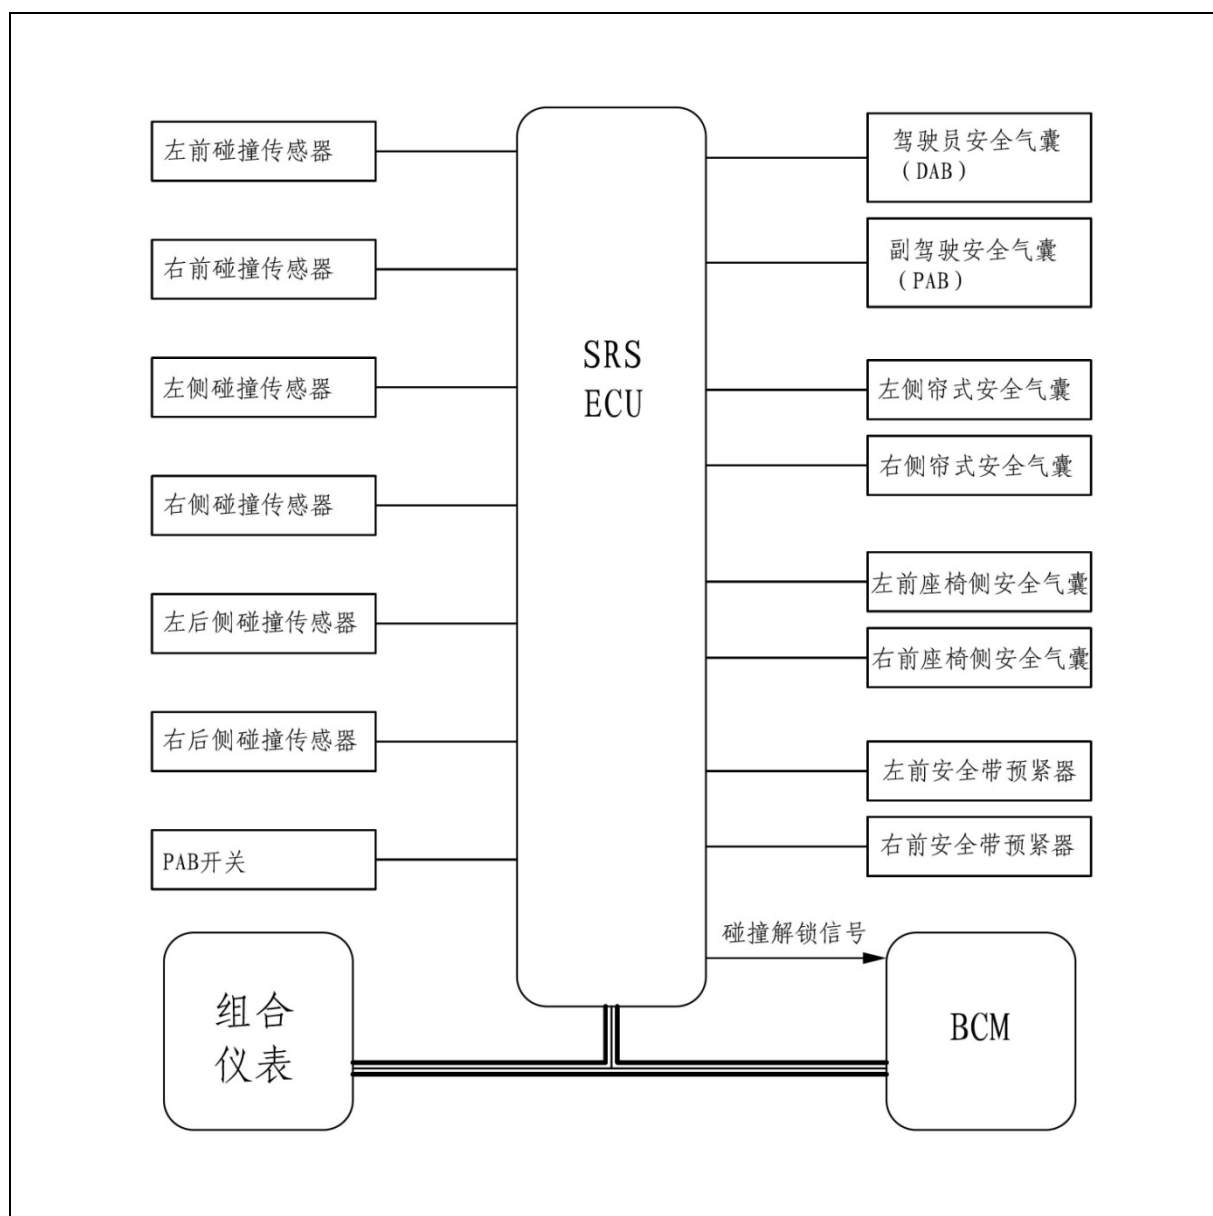 左前碰撞传感器
右前碰撞传感器
左侧碰撞传感器
右侧碰撞传感器
左后侧碰撞传感器
右后侧碰撞传感器
PAB开关
组合
仪表
SRS
ECU
驾驶员安全气囊
（DAB）
副驾驶安全气囊
（PAB）
左侧帘式安全气囊
右侧帘式安全气囊
左前座椅侧安全气囊
右前座椅侧安全气囊
左前安全带预紧器
右前安全带预紧器
碰撞解锁信号
BCM